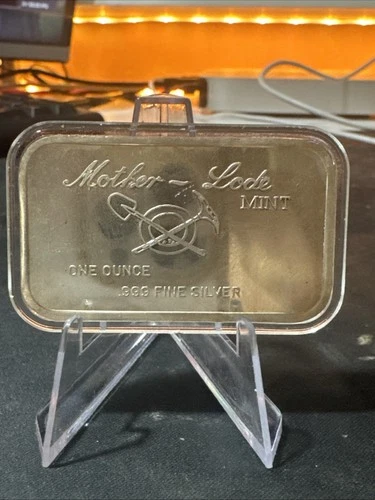 Mother - Lode
MINT
ONE OUNCE
.999 FINE SILVER